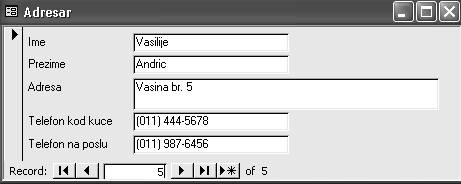 Adresar
Ime Vasilije
Prezime Andric
Adresa Vasina br. 5
Telefon kod kuce (011) 444-5678
Telefon na poslu (011) 987-6456
Record: 5 of 5